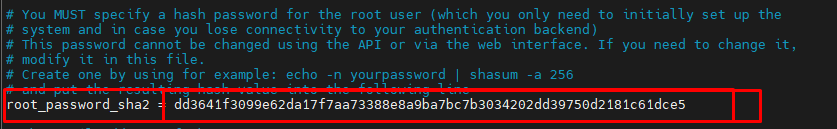 # You MUST specify a hash password for the root user (which you only need to initially set up the
# system and in case you lose connectivity to your authentication backend)
# This password cannot be changed using the API or via the web interface. If you need to change it,
# modify it in this file.
# Create one by using for example: echo -n yourpassword | shasum -a 256
# and put the resulting hash value into the following line
root_password_sha2 = dd3641f3099e62da17f7aa73388e8a9ba7bc7b3034202dd39750d2181c61dce5